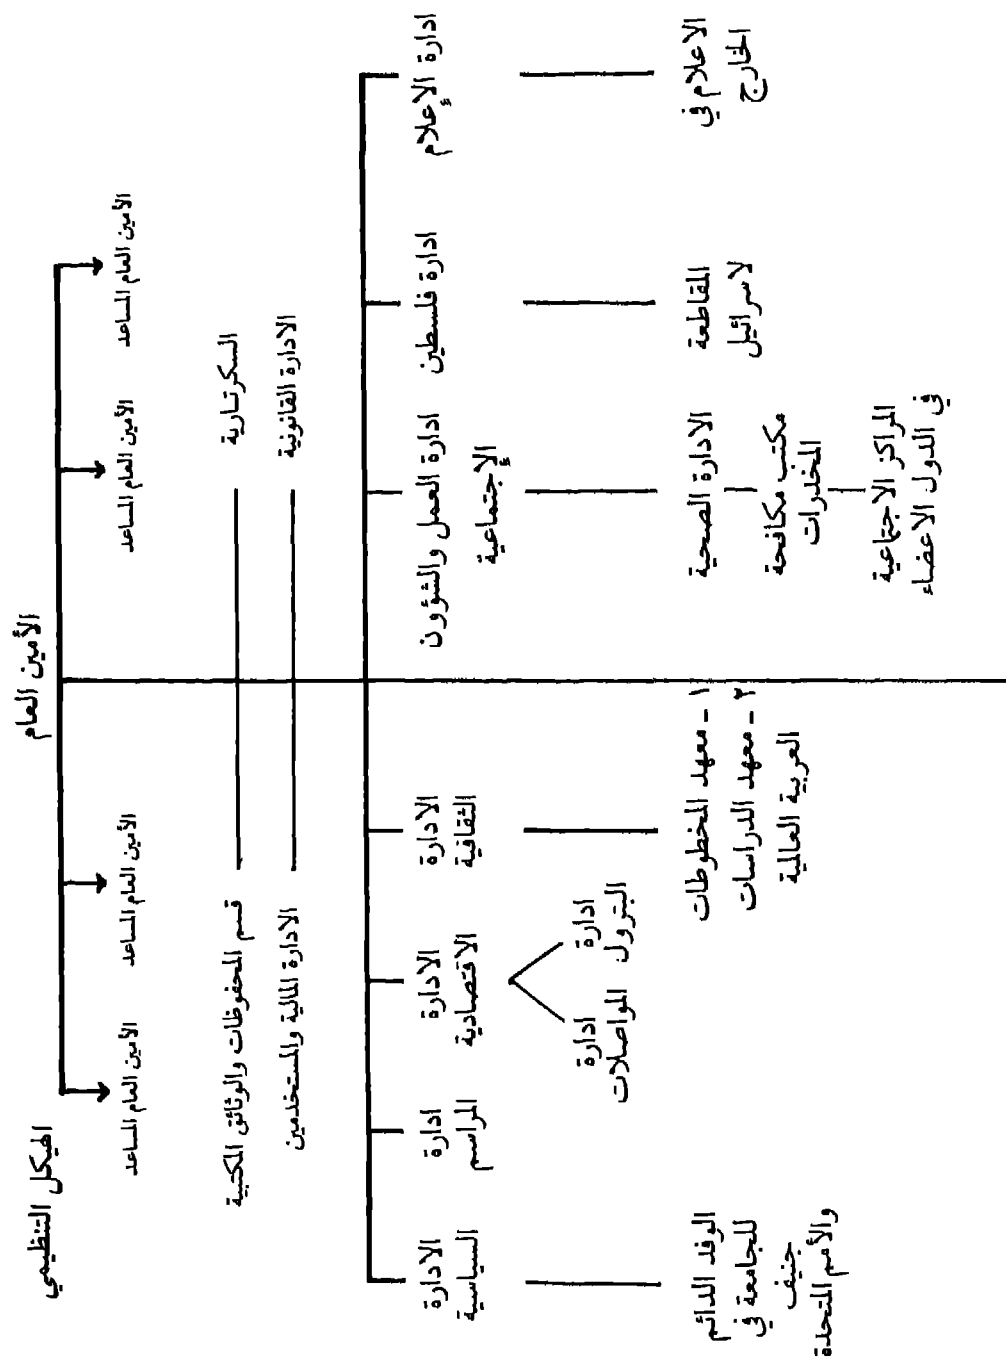 الهيكل التنظيمي
الأمين العام
الأمين العام المساعد
الأمين العام المساعد
الأمين العام المساعد
الأمين العام المساعد
السكرتارية
قسم المحفوظات والوثائق المكتبية
الادارة القانونية
الادارة المالية والمستخدمين
ادارة الإعلام
ادارة فلسطين
ادارة العمل والشؤون
الإجتماعية
الادارة
الثقافية
الادارة
الاقتصادية
ادارة
المراسم
الادارة
السياسية
الاعلام في
الخارج
المقاطعة
لاسرائيل
الادارة الصحية
مكتب مكافحة
المخدرات
المراكز الاجتماعية
في الدول الاعضاء
١ - معهد المخطوطات
٢ - معهد الدراسات
العربية العالمية
ادارة
البترول
ادارة
المواصلات
الوفد الدائم
للجامعة في
جنيف
والأمم المتحدة